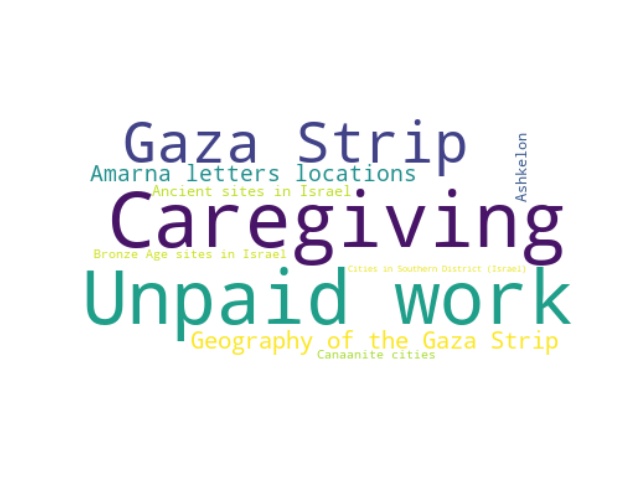 Gaza Strip
Ashkelon
Amarna letters locations
Ancient sites in Israel
Caregiving
Bronze Age sites in Israel
Cities in Southern District (Israel)
Unpaid work
Geography of the Gaza Strip
Canaanite cities